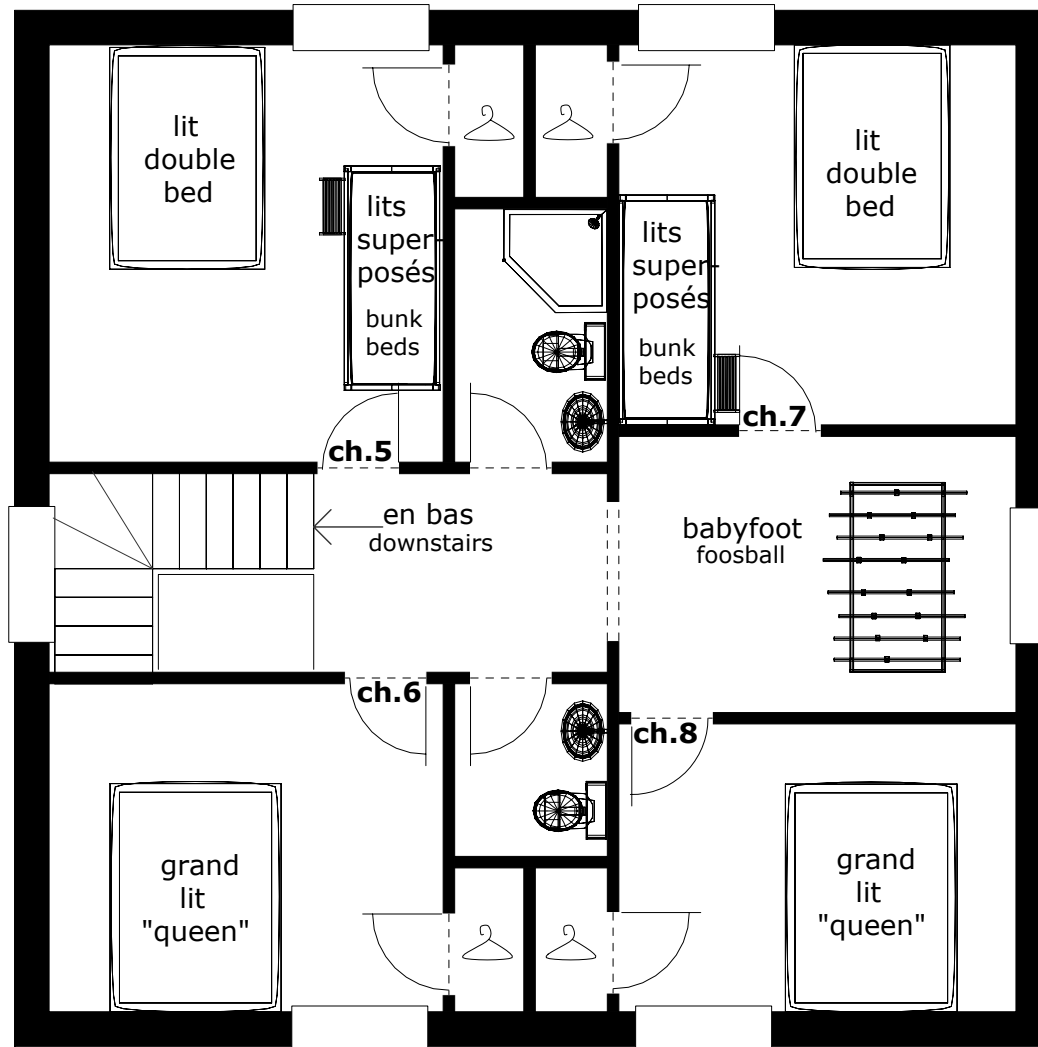 lit
double
bed
lits
super
posés
bunk
beds
lit
double
bed
lits
super
posés
bunk
beds
ch.5
ch.7
en bas
downstairs
babyfoot
foosball
ch.6
ch.8
grand
lit
"queen"
grand
lit
"queen"